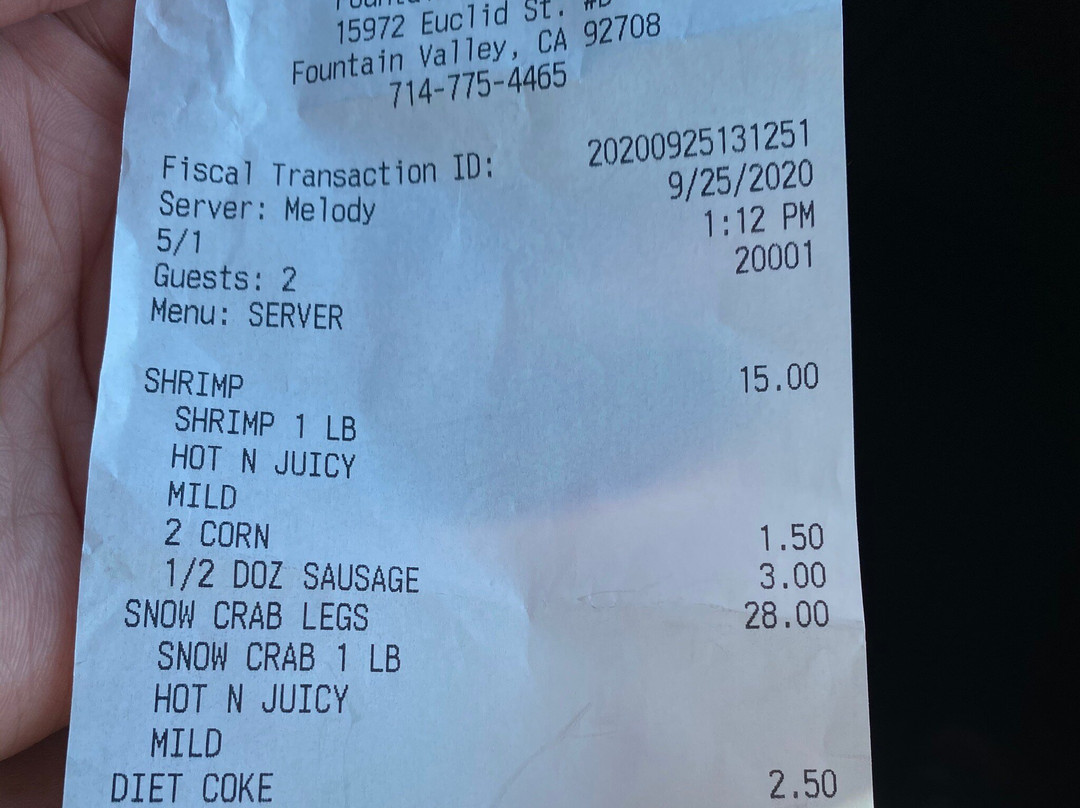 15972 Euclid St.
Fountain Valley, CA 92708
714-775-4465
Fiscal Transaction ID: 20200925131251
Server: Melody 9/25/2020
5/1 1:12 PM
Guests: 2 20001
Menu: SERVER
SHRIMP 15.00
SHRIMP 1 LB
HOT N JUICY
MILD
2 CORN 1.50
1/2 DOZ SAUSAGE 3.00
SNOW CRAB LEGS 28.00
SNOW CRAB 1 LB
HOT N JUICY
MILD
DIET COKE 2.50